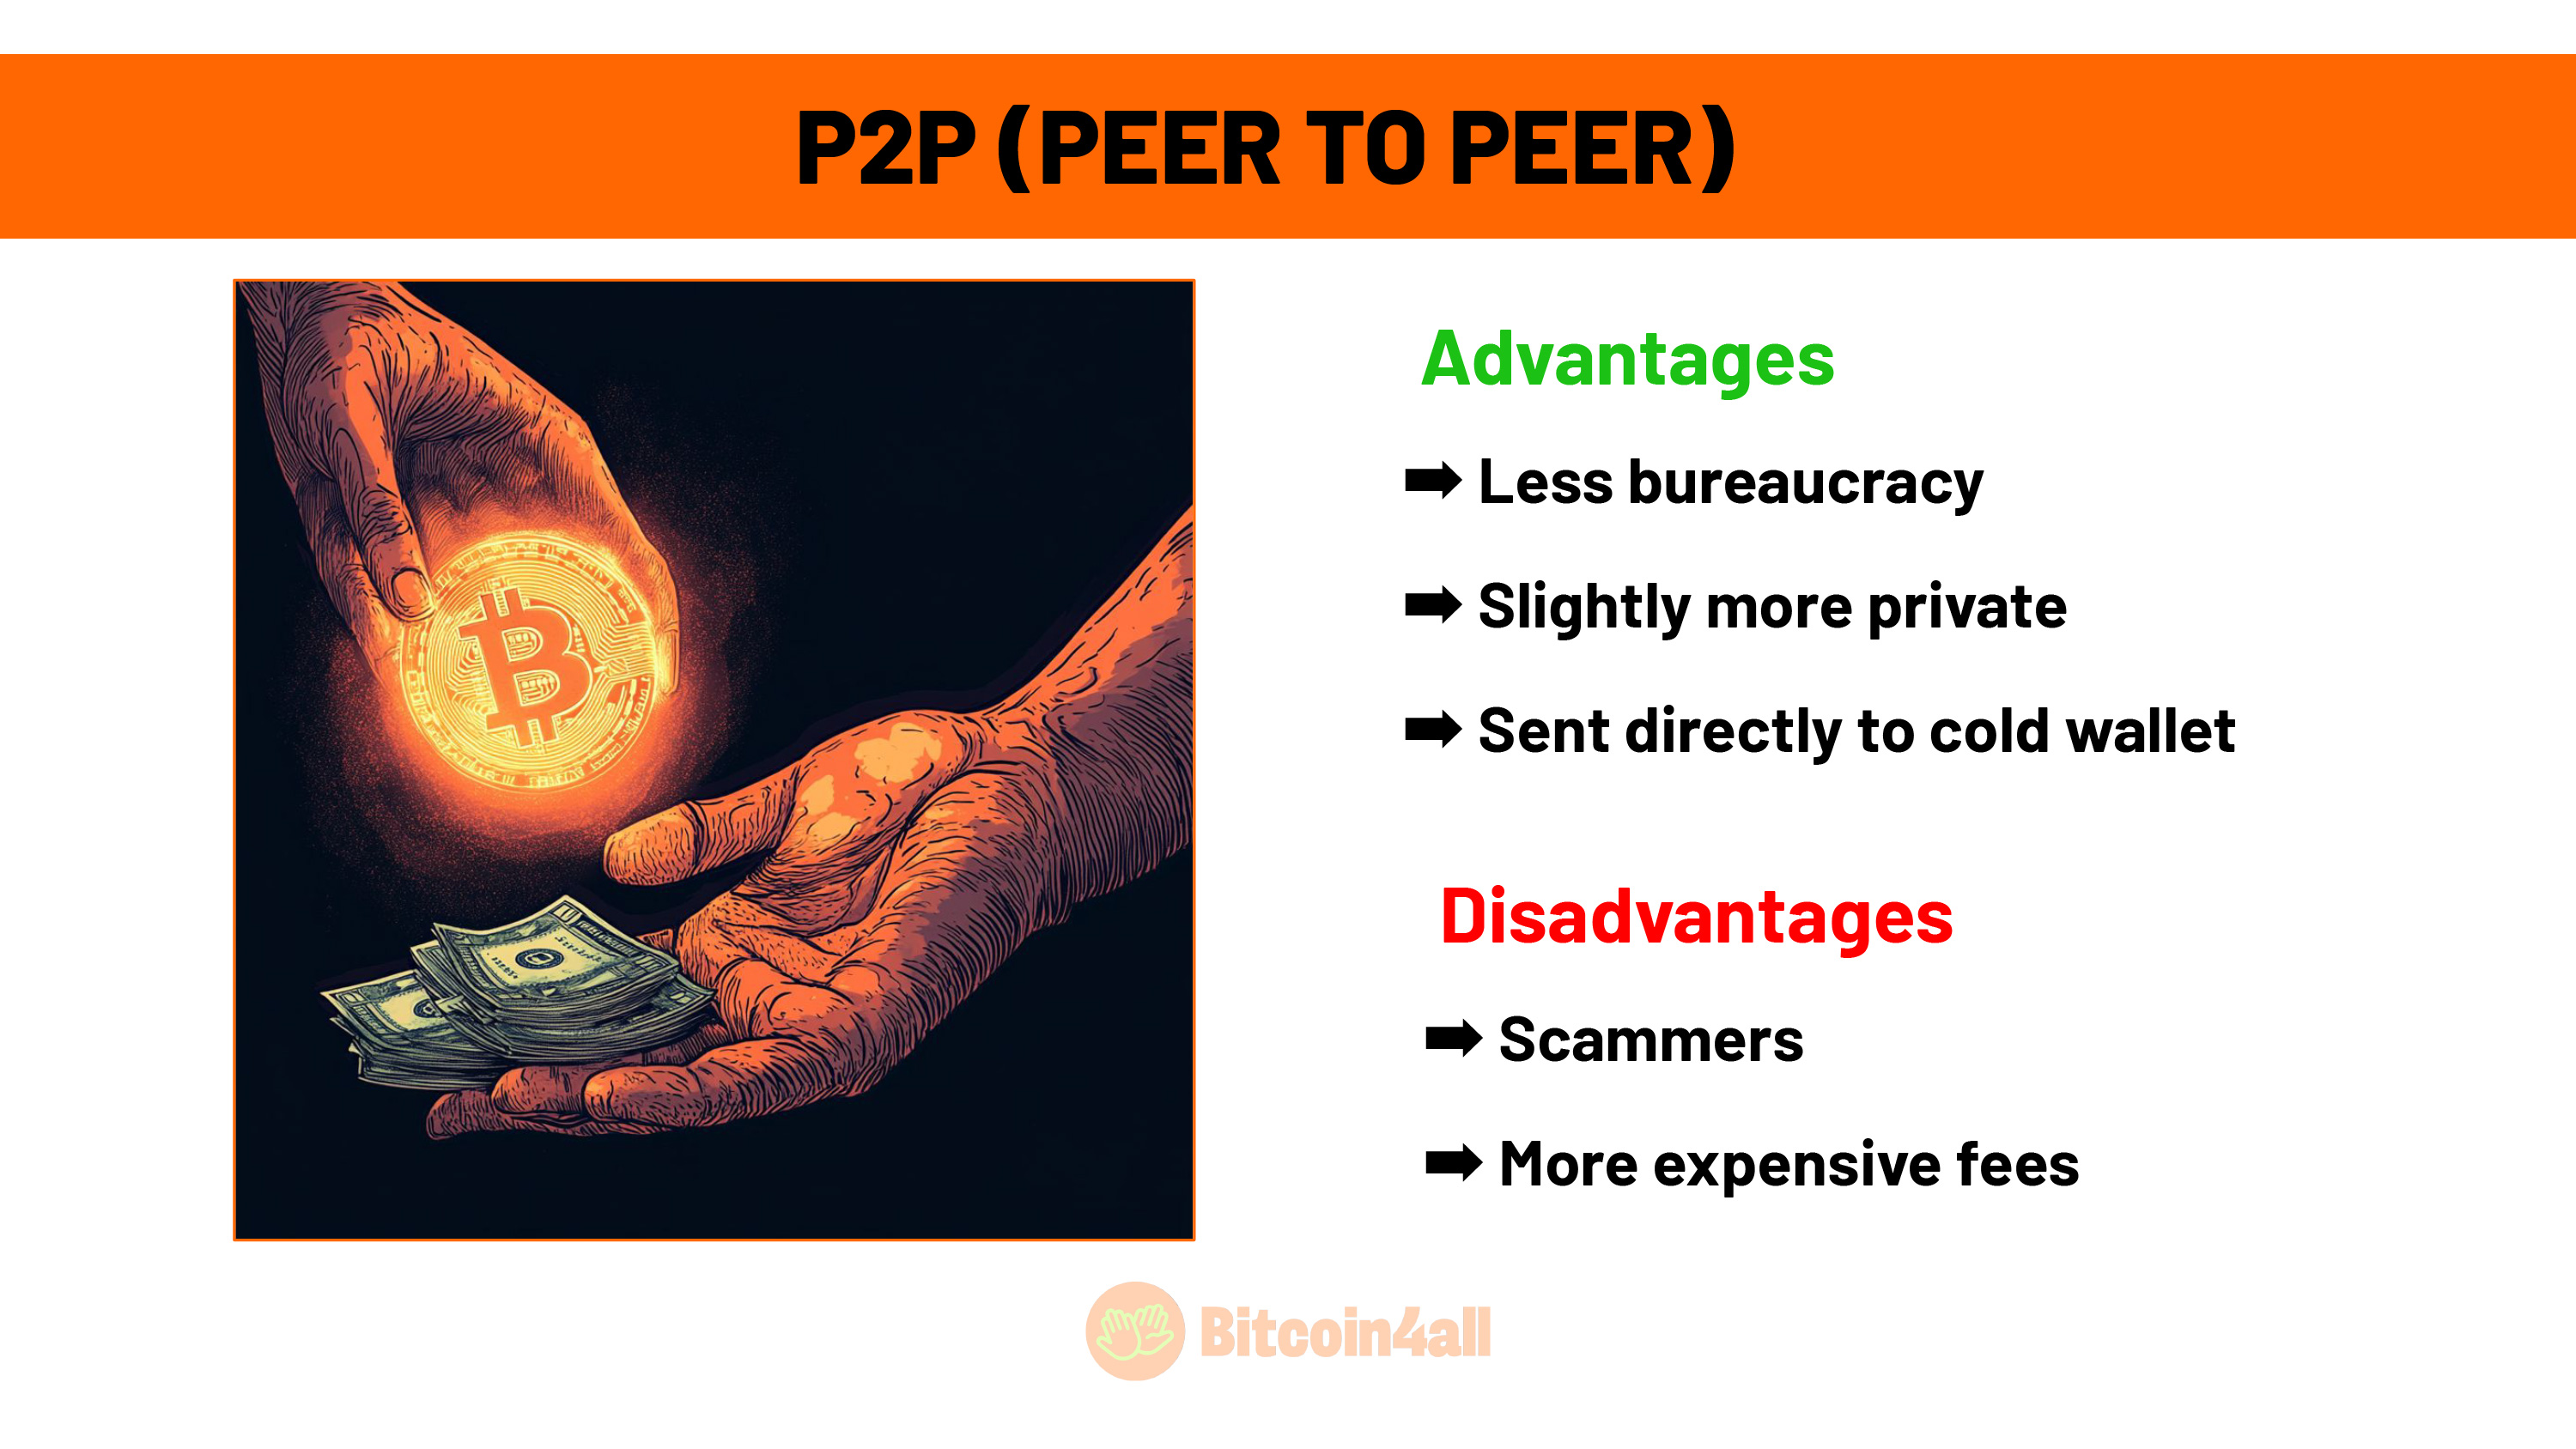 P2P (PEER TO PEER)
Advantages
➡ Less bureaucracy
➡ Slightly more private
➡ Sent directly to cold wallet
Disadvantages
➡ Scammers
➡ More expensive fees
Bitcoin4all